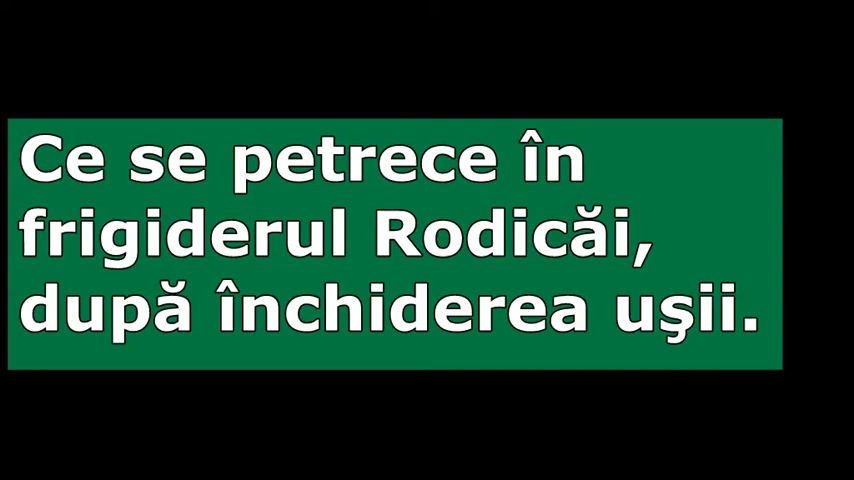 Ce se petrece în
frigiderul Rodicăi,
după închiderea uşii.